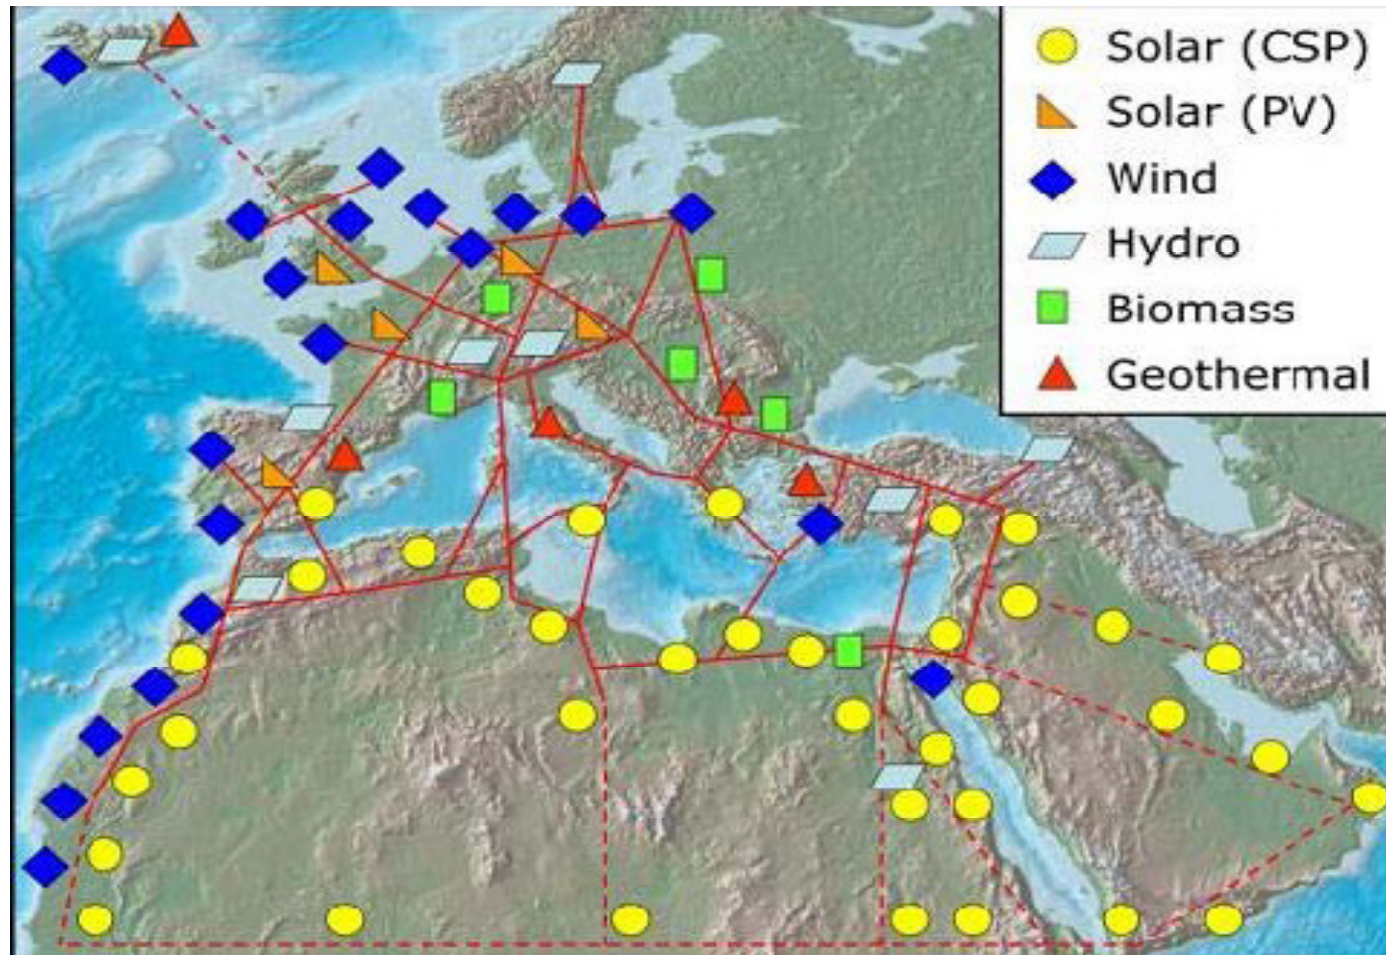 Solar (CSP)
Solar (PV)
Wind
Hydro
Biomass
Geothermal